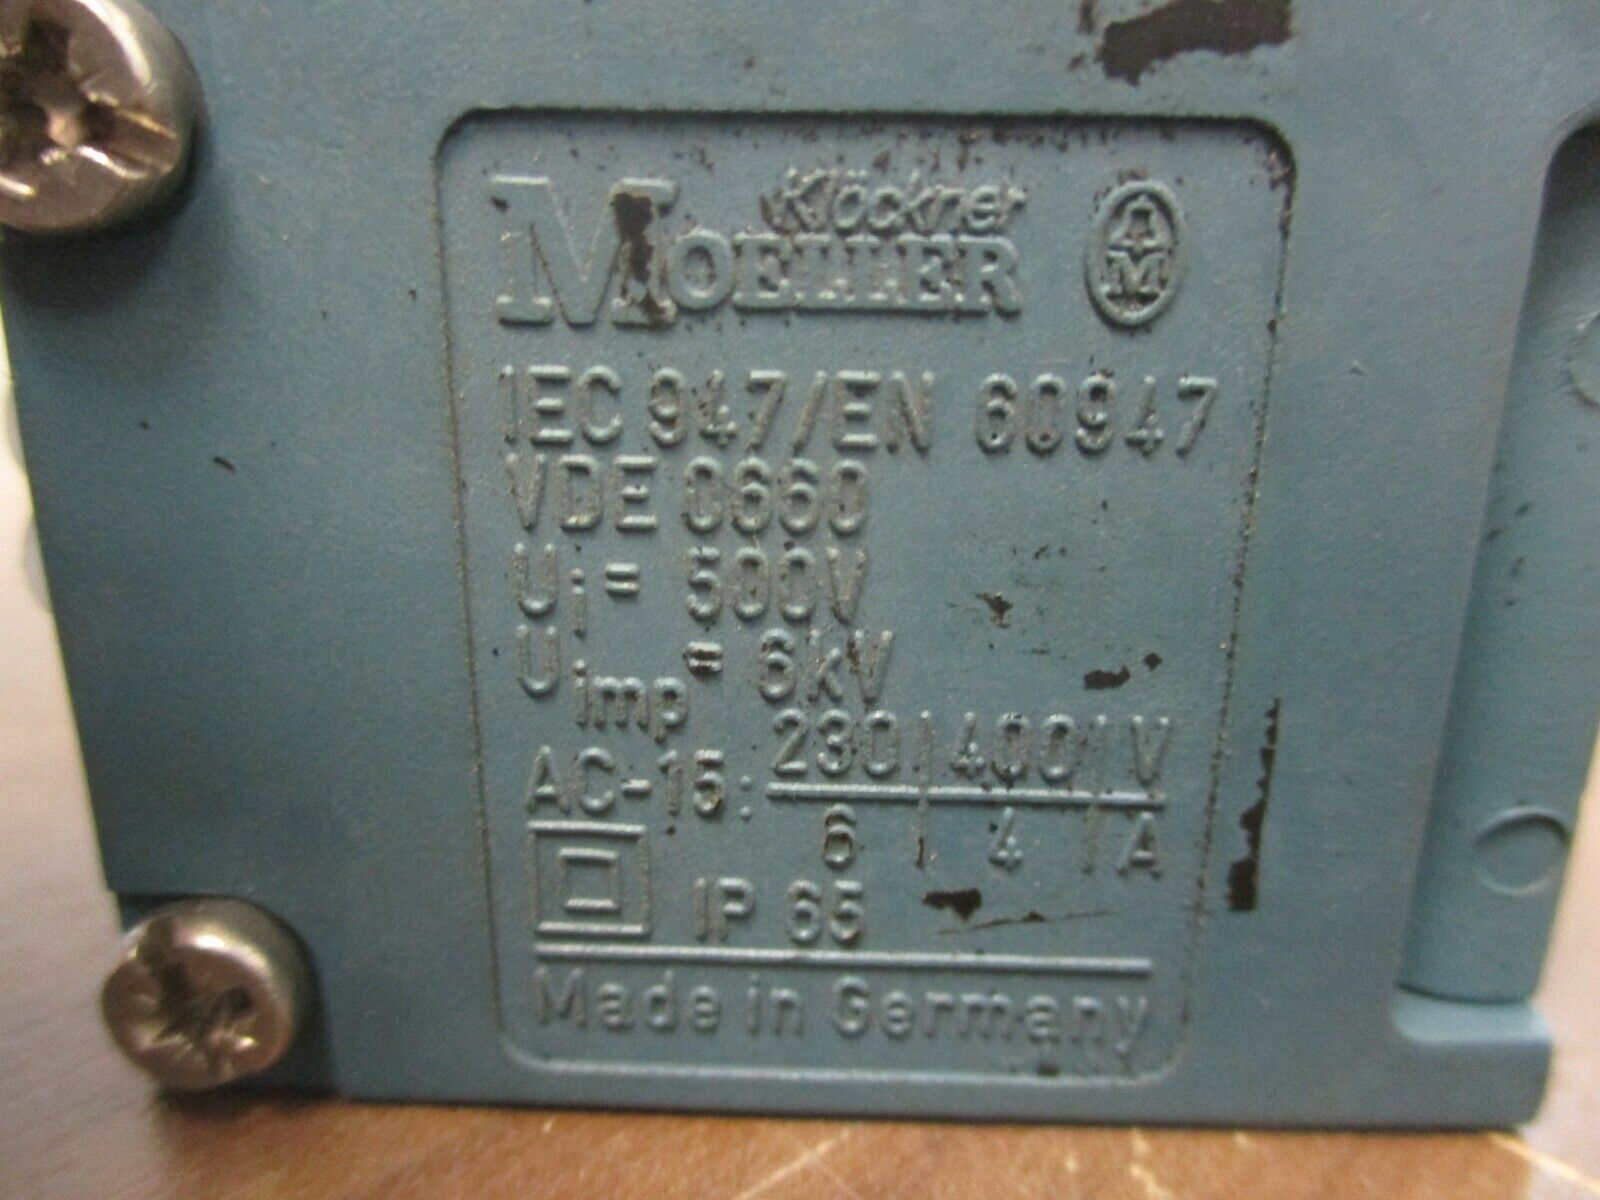 Klöckner
MOELLER
AM
IEC 947/EN 60947
VDE 0660
Ui = 500V
Uimp = 6kV
AC-15: 230 | 400 | V
6 | 4 | A
IP 65
Made in Germany